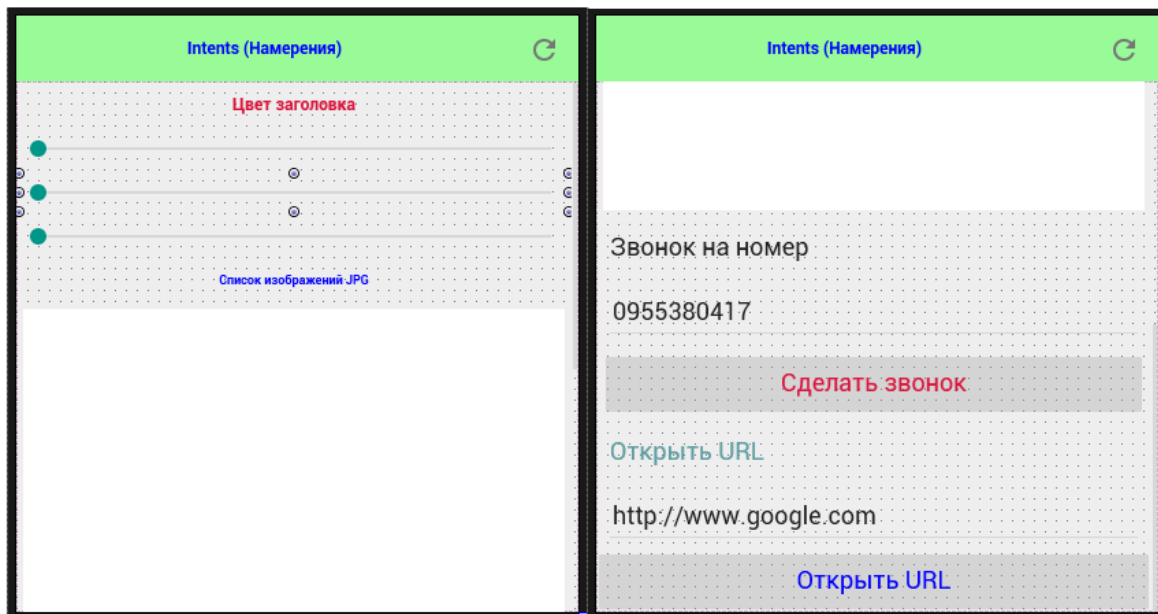 Intents (Намерения)
Цвет заголовка
Список изображений JPG
Intents (Намерения)
Звонок на номер
0955380417
Сделать звонок
Открыть URL
http://www.google.com
Открыть URL